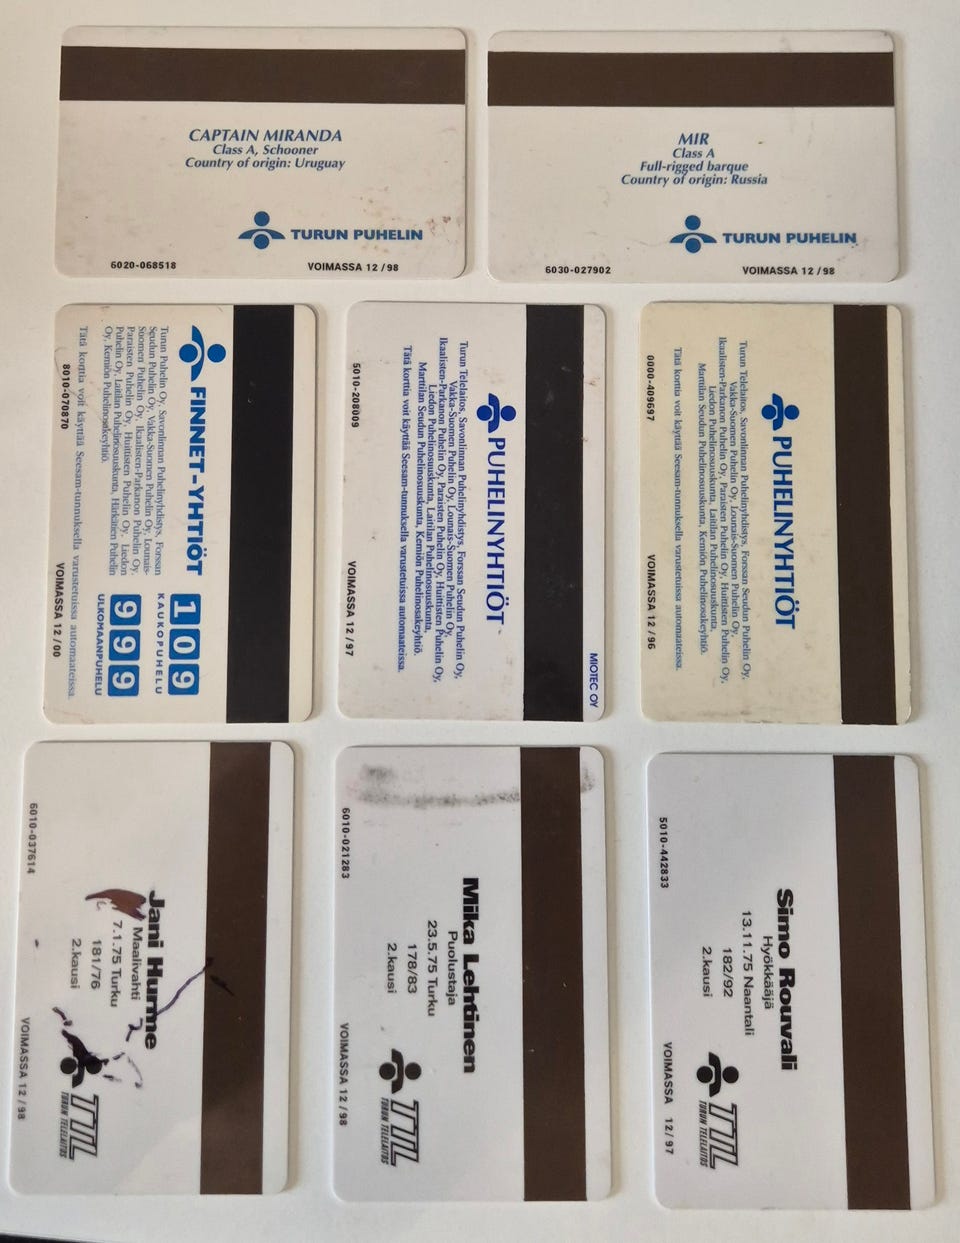 CAPTAIN MIRANDA
Class A, Schooner
Country of origin: Uruguay
TURUN PUHELIN
6020-068518
VOIMASSA 12/98
MIR
Class A
Full-rigged barque
Country of origin: Russia
TURUN PUHELIN
6030-027902
VOIMASSA 12/98
FINNET-YHTIÖT
109
KAUKOPUHELU
999
ULKOMAANPUHELU
Turun Puhelin Oy, Savonlinnan Puhelinyhdistys, Forssan
Seudun Puhelin Oy, Vakka-Suomen Puhelin Oy, Lounais-
Suomen Puhelin Oy, Ikaalisten-Parkanon Puhelin Oy,
Paraisten Puhelin Oy, Huittisten Puhelin Oy, Liedon
Puhelin Oy, Laitilan Puhelinosuuskunta, Härkätien Puhelin
Oy, Kemiön Puhelinosakeyhtiö.
Tätä korttia voit käyttää Seesam-tunnuksella varustetuissa automaateissa.
8010-070870
VOIMASSA 12/00
MIOTEC OY
PUHELINYHTIÖT
Turun Telelaitos, Savonlinnan Puhelinyhdistys, Forssan Seudun Puhelin Oy,
Vakka-Suomen Puhelin Oy, Lounais-Suomen Puhelin Oy,
Ikaalisten-Parkanon Puhelin Oy, Paraisten Puhelin Oy, Huittisten Puhelin Oy,
Liedon Puhelinosuuskunta, Laitilan Puhelinosuuskunta,
Marttilan Seudun Puhelinosuuskunta, Kemiön Puhelinosakeyhtiö.
Tätä korttia voit käyttää Seesam-tunnuksella varustetuissa automaateissa.
5010-208009
VOIMASSA 12/97
PUHELINYHTIÖT
Turun Telelaitos, Savonlinnan Puhelinyhdistys, Forssan Seudun Puhelin Oy,
Vakka-Suomen Puhelin Oy, Lounais-Suomen Puhelin Oy,
Ikaalisten-Parkanon Puhelin Oy, Paraisten Puhelin Oy, Huittisten Puhelin Oy,
Liedon Puhelinosuuskunta, Laitilan Puhelinosuuskunta,
Marttilan Seudun Puhelinosuuskunta, Kemiön Puhelinosakeyhtiö.
Tätä korttia voit käyttää Seesam-tunnuksella varustetuissa automaateissa.
0000-409697
VOIMASSA 12/96
Jani Hurme
Maalivahti
7.1.75 Turku
181/76
2.kausi
TTL
TURUN TELELAITOS
6010-037614
VOIMASSA 12/98
Mika Lehtinen
Puolustaja
23.5.75 Turku
178/83
2.kausi
TTL
TURUN TELELAITOS
6010-021283
VOIMASSA 12/98
Simo Rouvali
Hyökkääjä
13.11.75 Naantali
182/92
2.kausi
TTL
TURUN TELELAITOS
5010-442833
VOIMASSA 12/97